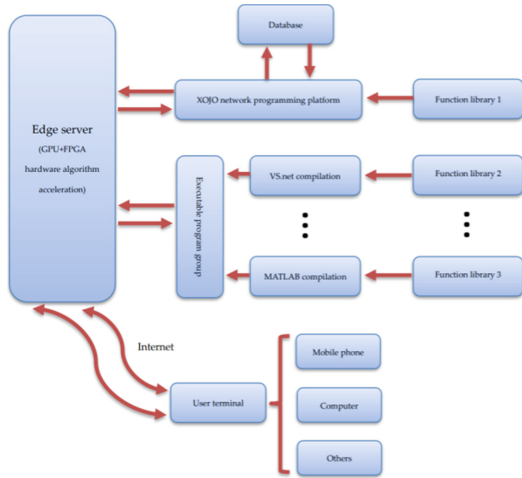 Database
XOJO network programming platform
Function library 1
Edge server
(GPU+FPGA
hardware algorithm
acceleration)
Executable program group
VS.net compilation
Function library 2
MATLAB compilation
Function library 3
Internet
User terminal
Mobile phone
Computer
Others